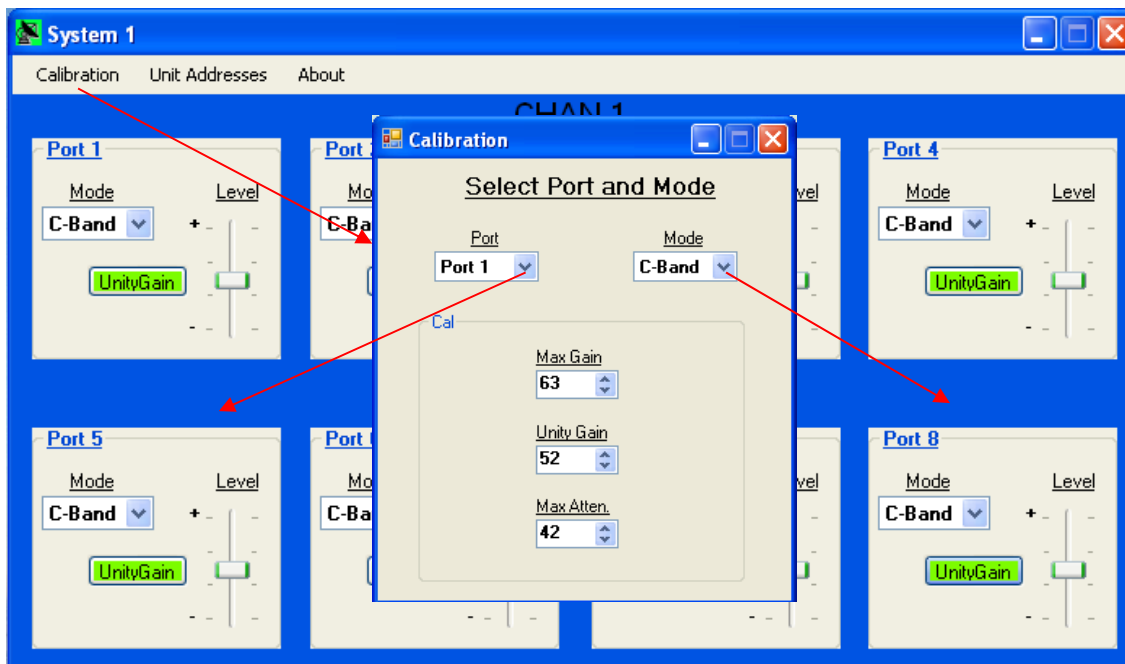 System 1
Calibration Unit Addresses About
CHAN 1
Port 1
Mode Level
C-Band +
UnityGain
-
Port
Port 4
Mode Level
C-Band +
UnityGain
-
Calibration
Select Port and Mode
Port Mode
Port 1 C-Band
Cal
Max Gain
63
Unity Gain
52
Max Atten.
42
Port 5
Mode Level
C-Band +
UnityGain
-
Port
Port 8
Mode Level
C-Band +
UnityGain
-